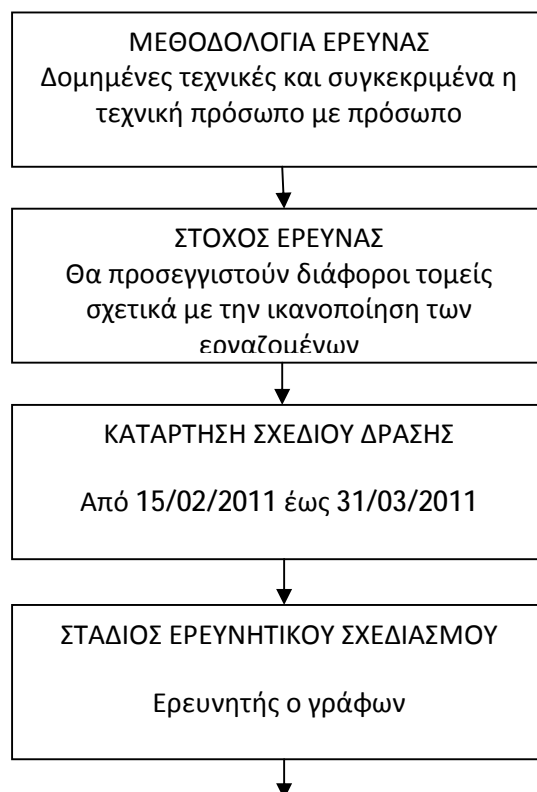 ΜΕΘΟΔΟΛΟΓΙΑ ΕΡΕΥΝΑΣ
Δομημένες τεχνικές και συγκεκριμένα η
τεχνική πρόσωπο με πρόσωπο
ΣΤΟΧΟΣ ΕΡΕΥΝΑΣ
Θα προσεγγιστούν διάφοροι τομείς
σχετικά με την ικανοποίηση των
εργαζομένων
ΚΑΤΑΡΤΗΣΗ ΣΧΕΔΙΟΥ ΔΡΑΣΗΣ
Από 15/02/2011 έως 31/03/2011
ΣΤΑΔΙΟΣ ΕΡΕΥΝΗΤΙΚΟΥ ΣΧΕΔΙΑΣΜΟΥ
Ερευνητής ο γράφων